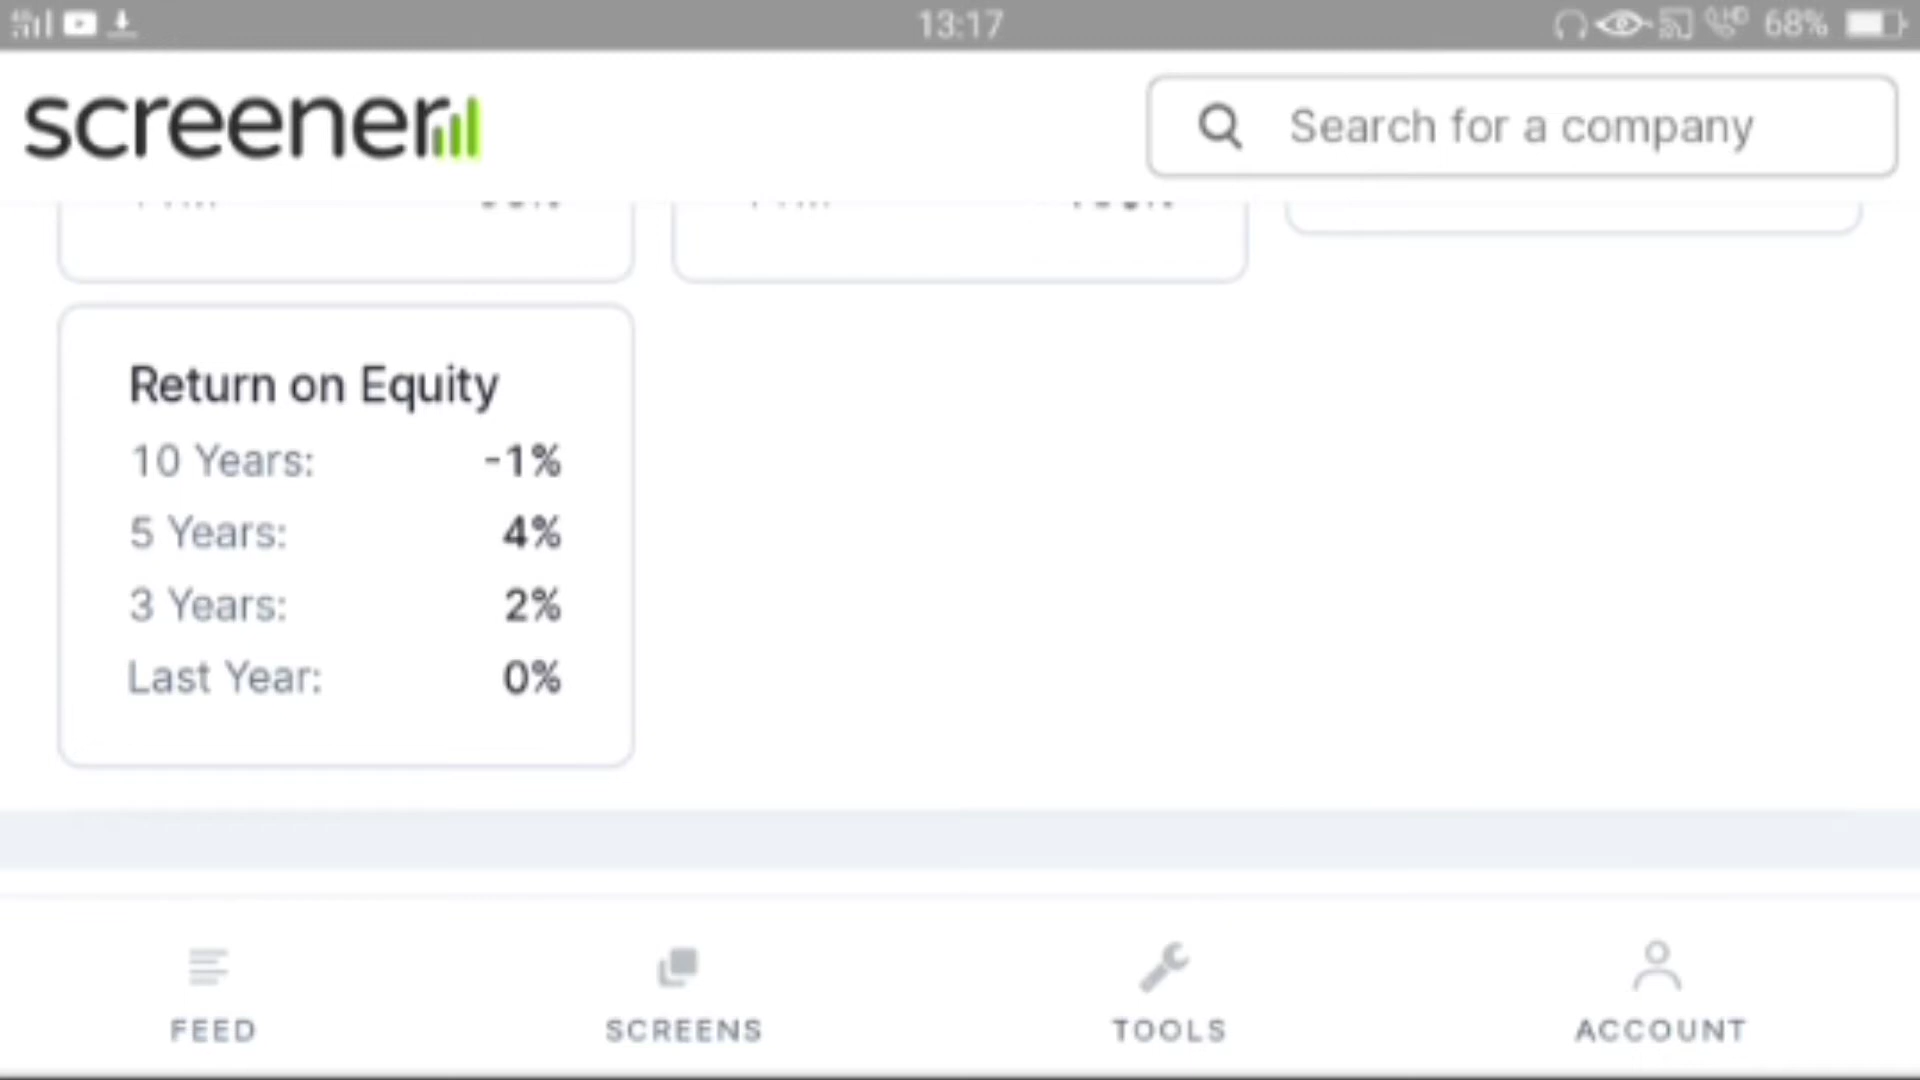 13:17
68%
screener
Search for a company
Return on Equity
10 Years: -1%
5 Years: 4%
3 Years: 2%
Last Year: 0%
FEED
SCREENS
TOOLS
ACCOUNT